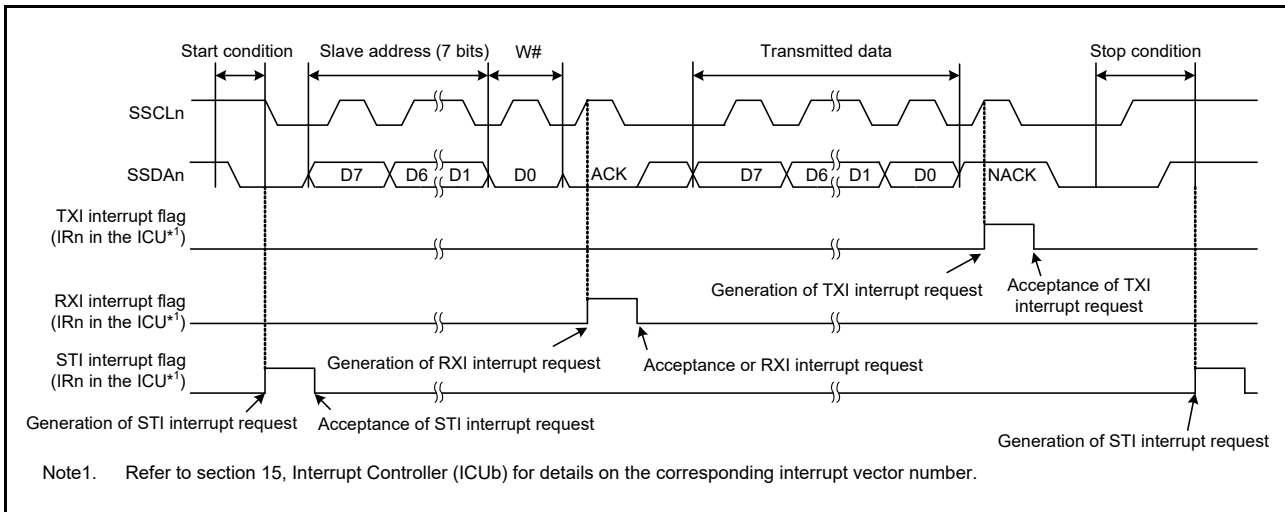 Start condition Slave address (7 bits) W# Transmitted data Stop condition
SSCLn
SSDAn D7 D6 D1 D0 ACK D7 D6 D1 D0 NACK
TXI interrupt flag
(IRn in the ICU*1)
Generation of TXI interrupt request
Acceptance of TXI
interrupt request
RXI interrupt flag
(IRn in the ICU*1)
Generation of RXI interrupt request
Acceptance or RXI interrupt request
STI interrupt flag
(IRn in the ICU*1)
Generation of STI interrupt request
Acceptance of STI interrupt request
Generation of STI interrupt request
Note1. Refer to section 15, Interrupt Controller (ICUb) for details on the corresponding interrupt vector number.